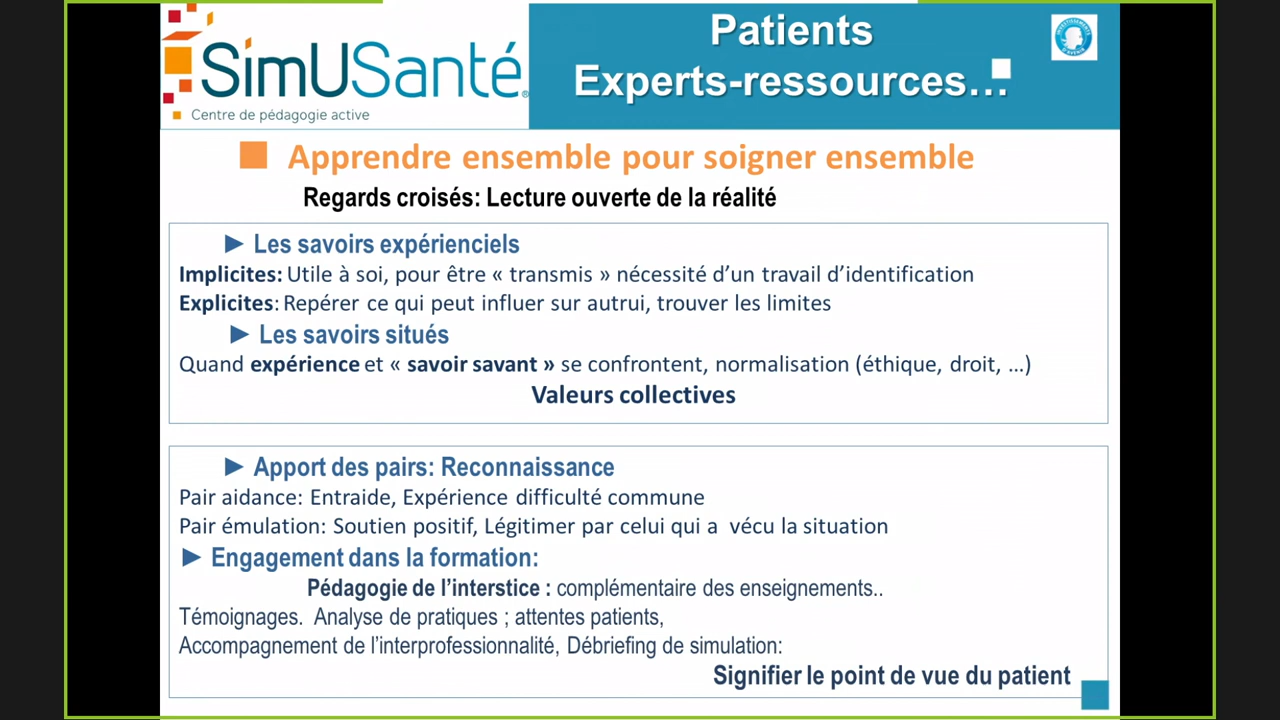 SimUSanté®
Centre de pédagogie active
Patients
Experts-ressources…
Apprendre ensemble pour soigner ensemble
Regards croisés: Lecture ouverte de la réalité
► Les savoirs expérienciels
Implicites: Utile à soi, pour être « transmis » nécessité d’un travail d’identification
Explicites: Repérer ce qui peut influer sur autrui, trouver les limites
► Les savoirs situés
Quand expérience et « savoir savant » se confrontent, normalisation (éthique, droit, …)
Valeurs collectives
► Apport des pairs: Reconnaissance
Pair aidance: Entraide, Expérience difficulté commune
Pair émulation: Soutien positif, Légitimer par celui qui a vécu la situation
► Engagement dans la formation:
Pédagogie de l’interstice : complémentaire des enseignements..
Témoignages. Analyse de pratiques ; attentes patients,
Accompagnement de l’interprofessionnalité, Débriefing de simulation:
Signifier le point de vue du patient